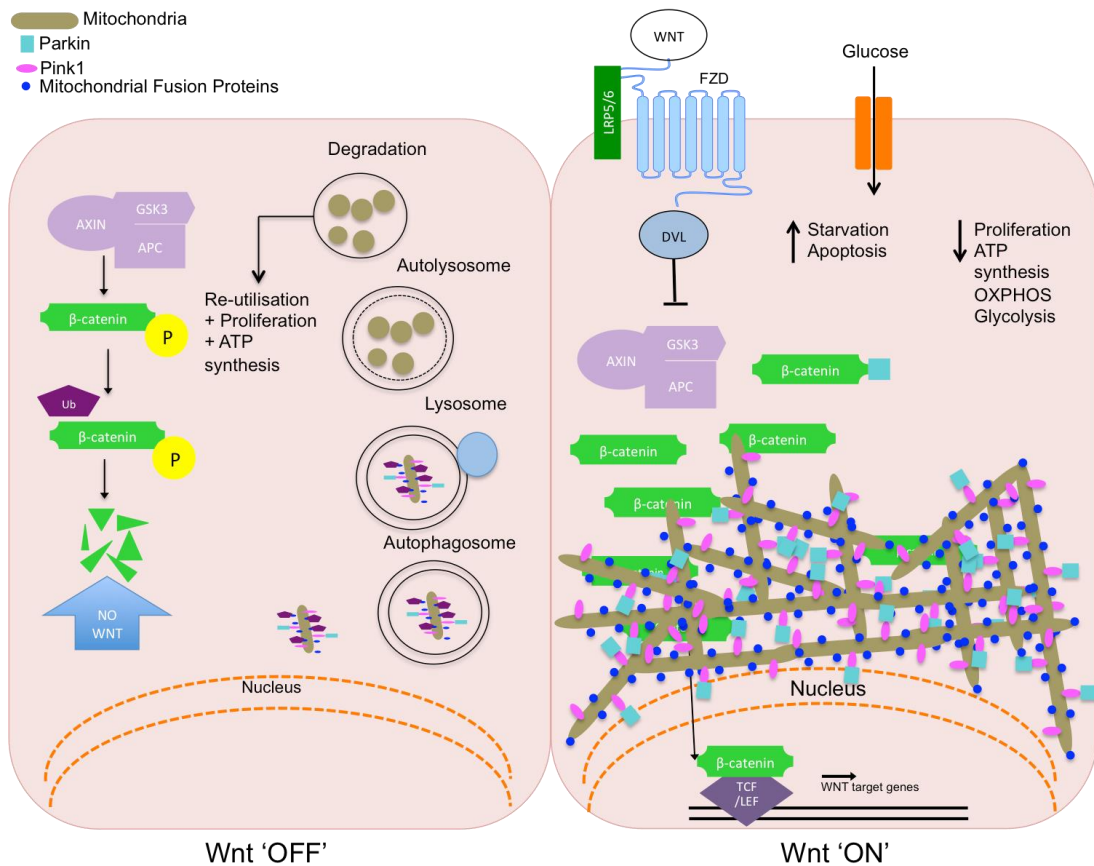 Mitochondria
Parkin
Pink1
Mitochondrial Fusion Proteins
Degradation
AXIN
GSK3
APC
β-catenin
P
Ub
β-catenin
P
NO
WNT
Re-utilisation
+ Proliferation
+ ATP
synthesis
Autolysosome
Lysosome
Autophagosome
Nucleus
Wnt ‘OFF’
WNT
FZD
LRP5/6
Glucose
DVL
Starvation
Apoptosis
Proliferation
ATP
synthesis
OXPHOS
Glycolysis
AXIN
GSK3
APC
β-catenin
β-catenin
β-catenin
β-catenin
Nucleus
β-catenin
TCF
/LEF
WNT target genes
Wnt ‘ON’